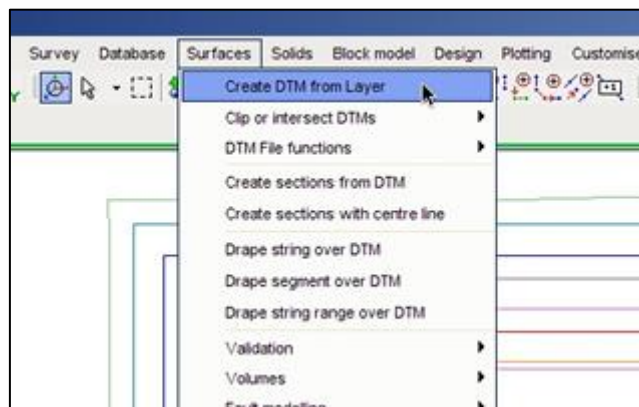 Survey Database Surfaces Solids Block model Design Plotting Customise
Create DTM from Layer
Clip or intersect DTMs
DTM File functions
Create sections from DTM
Create sections with centre line
Drape string over DTM
Drape segment over DTM
Drape string range over DTM
Validation
Volumes
Fault modelling